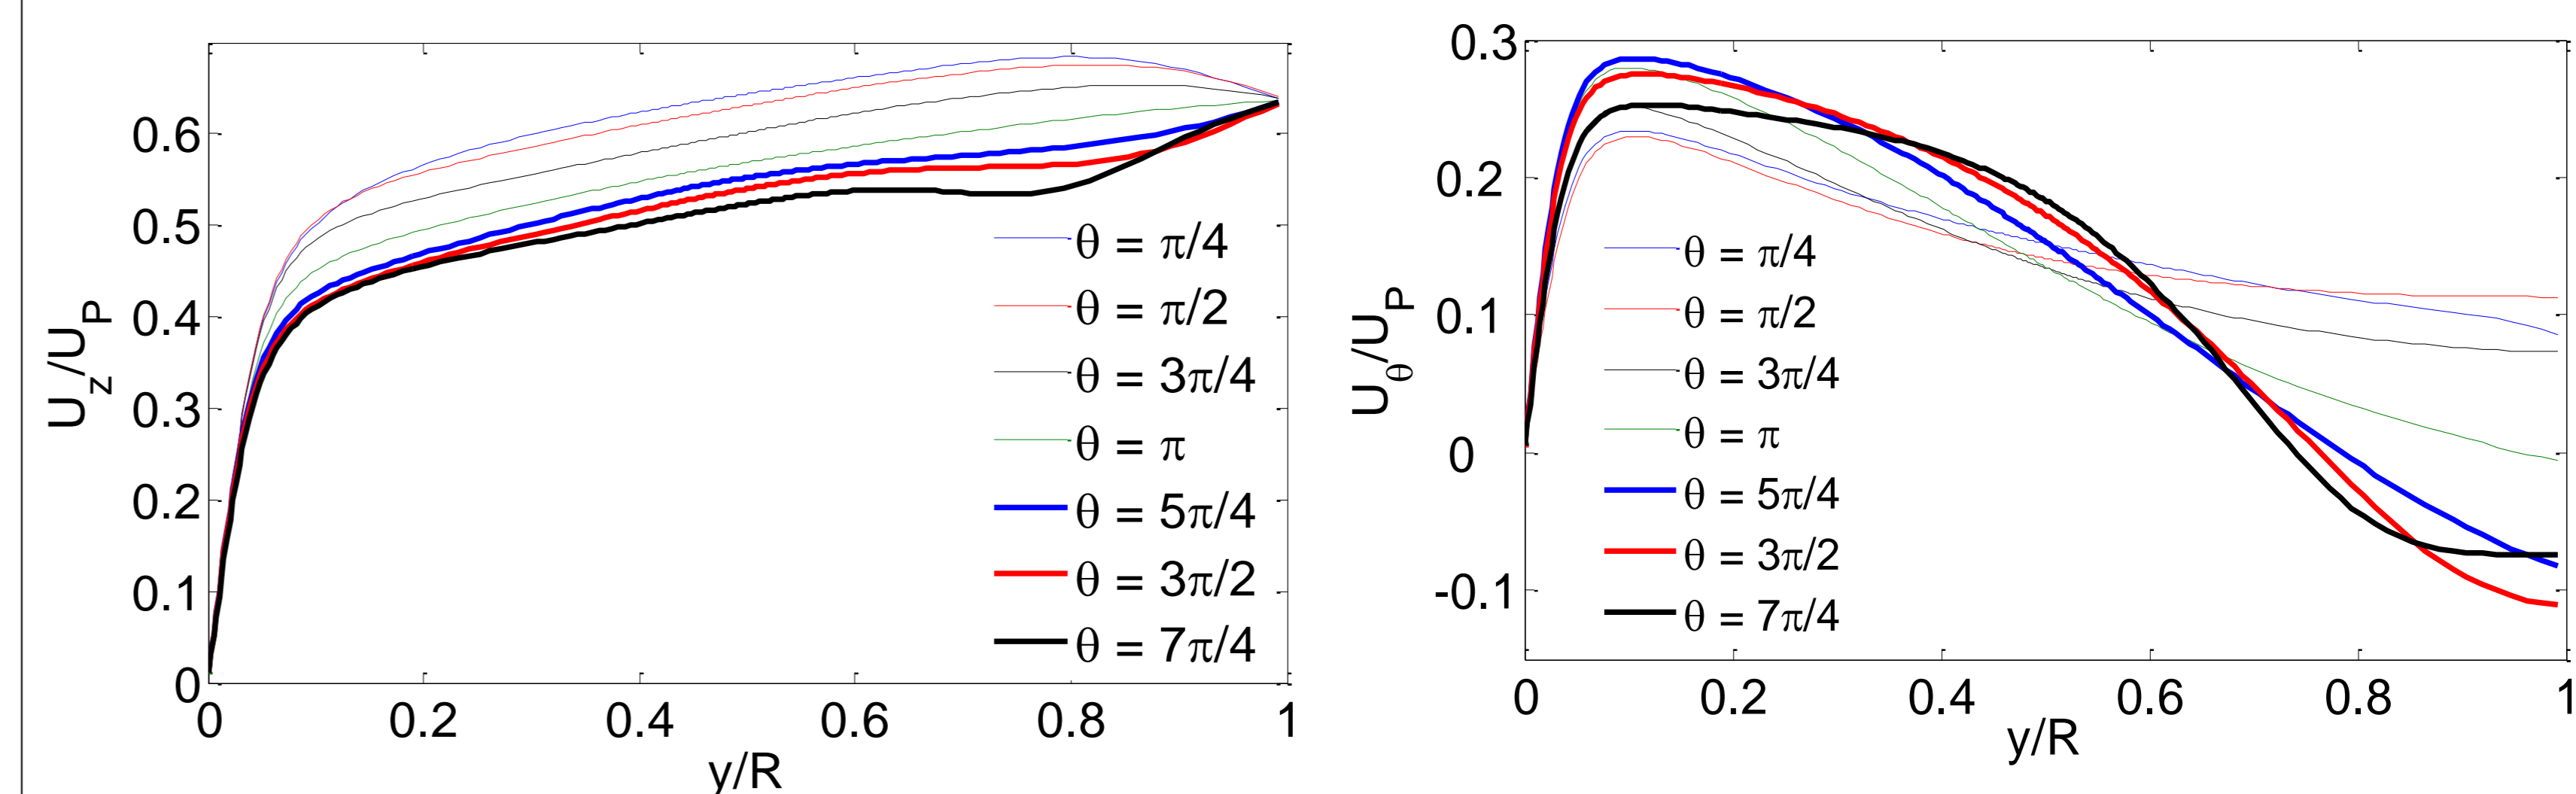 0.6
0.5
0.4
0.3
0.2
0.1
0
U_z/U_P
θ = π/4
θ = π/2
θ = 3π/4
θ = π
θ = 5π/4
θ = 3π/2
θ = 7π/4
0 0.2 0.4 0.6 0.8 1
y/R
0.3
0.2
0.1
0
-0.1
U_θ/U_P
θ = π/4
θ = π/2
θ = 3π/4
θ = π
θ = 5π/4
θ = 3π/2
θ = 7π/4
0 0.2 0.4 0.6 0.8 1
y/R